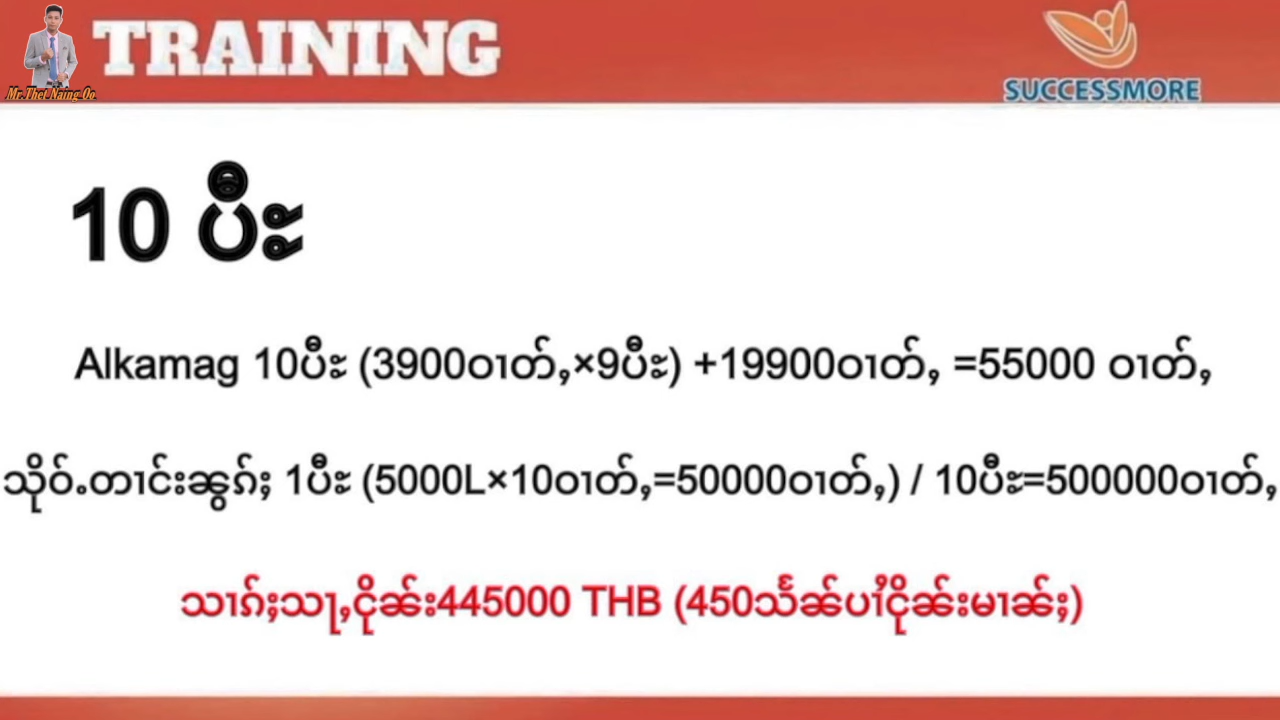 TRAINING
Mr.Thet Naing Oo
SUCCESSMORE
10 ပီး
Alkamag 10ပီး (3900ဝၢတ်ႇ×9ပီး) +19900ဝၢတ်ႇ =55000 ဝၢတ်ႇ
သိုဝ်ႉတၢင်းၼွၵ်ႈ 1ပီး (5000L×10ဝၢတ်ႇ=50000ဝၢတ်ႇ) / 10ပီး=500000ဝၢတ်ႇ
သၢၵ်ႈသႃႇငိုၼ်း445000 THB (450သႅၼ်ပၢႆငိုၼ်းမၢၼ်ႈ)